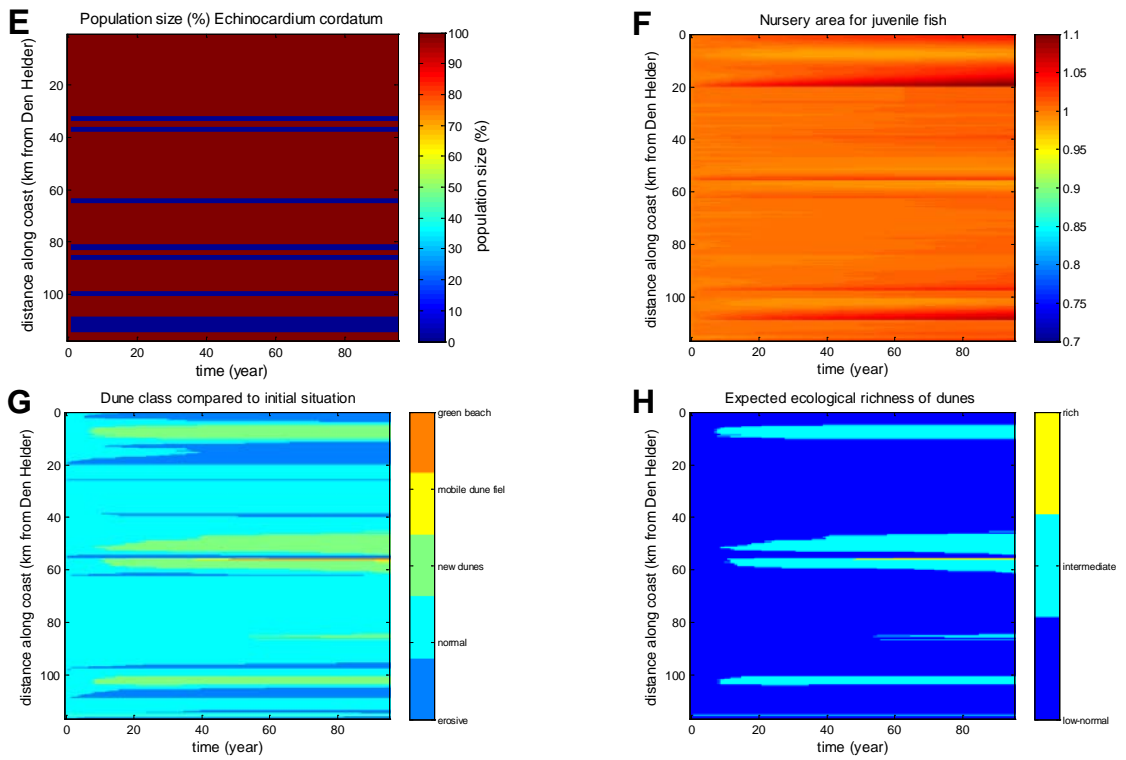 E
Population size (%) Echinocardium cordatum
distance along coast (km from Den Helder)
20
40
60
80
100
0 20 40 60 80
time (year)
100
90
80
70
60
50
40
30
20
10
0
population size (%)
F
Nursery area for juvenile fish
distance along coast (km from Den Helder)
0
20
40
60
80
100
0 20 40 60 80
time (year)
1.1
1.05
1
0.95
0.9
0.85
0.8
0.75
0.7
G
Dune class compared to initial situation
distance along coast (km from Den Helder)
0
20
40
60
80
100
0 20 40 60 80
time (year)
green beach
mobile dune fiel
new dunes
normal
erosive
H
Expected ecological richness of dunes
distance along coast (km from Den Helder)
0
20
40
60
80
100
0 20 40 60 80
time (year)
rich
intermediate
low-normal